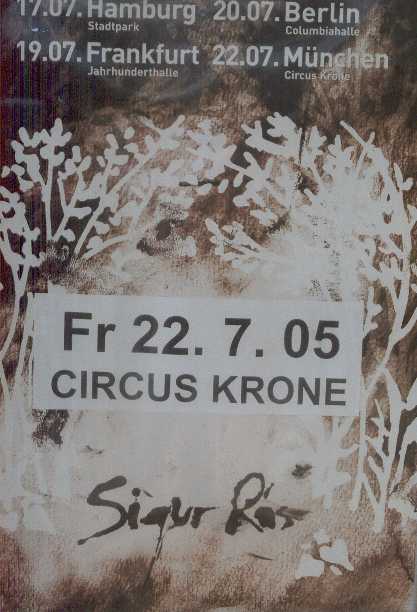 17.07. Hamburg 20.07. Berlin
Stadtpark Columbiahalle
19.07. Frankfurt 22.07. München
Jahrhunderthalle Circus Krone
Fr 22. 7. 05
CIRCUS KRONE
Sigur Rós